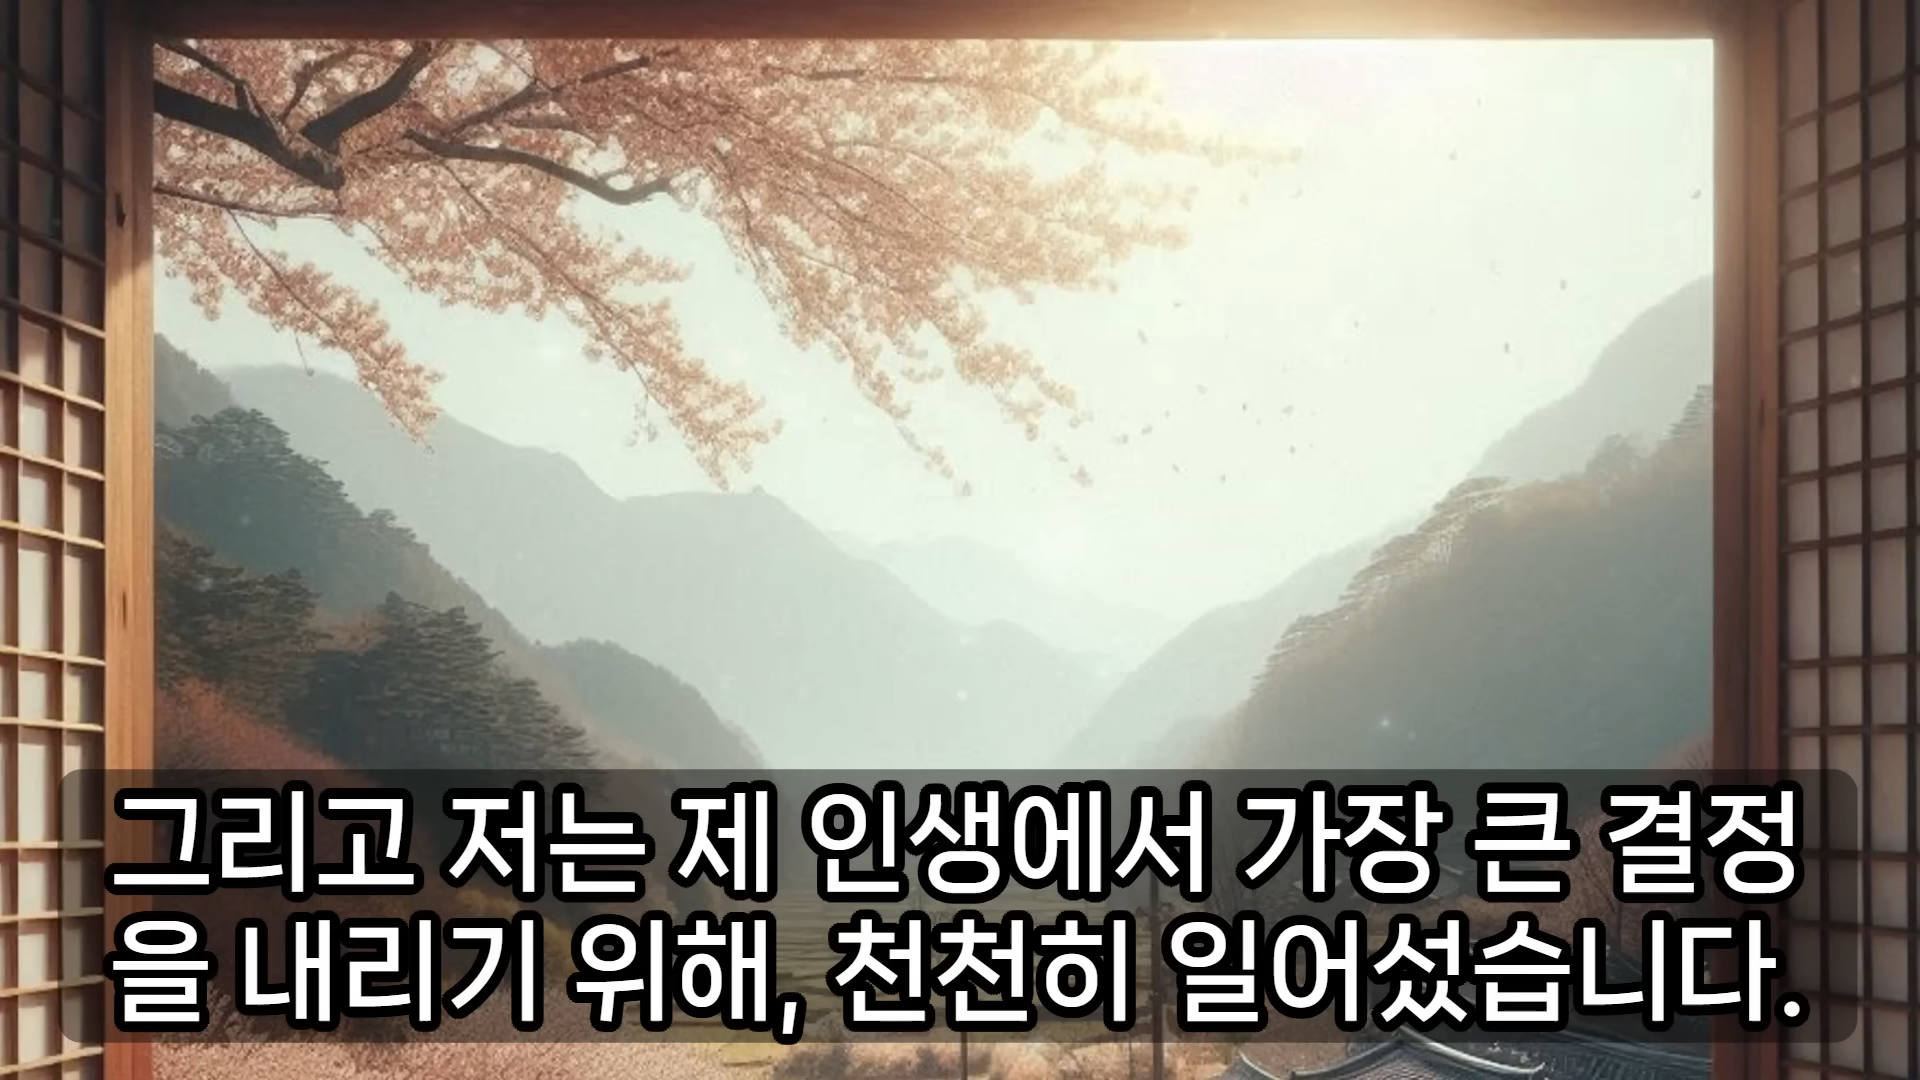 그리고 저는 제 인생에서 가장 큰 결정
을 내리기 위해, 천천히 일어섰습니다.